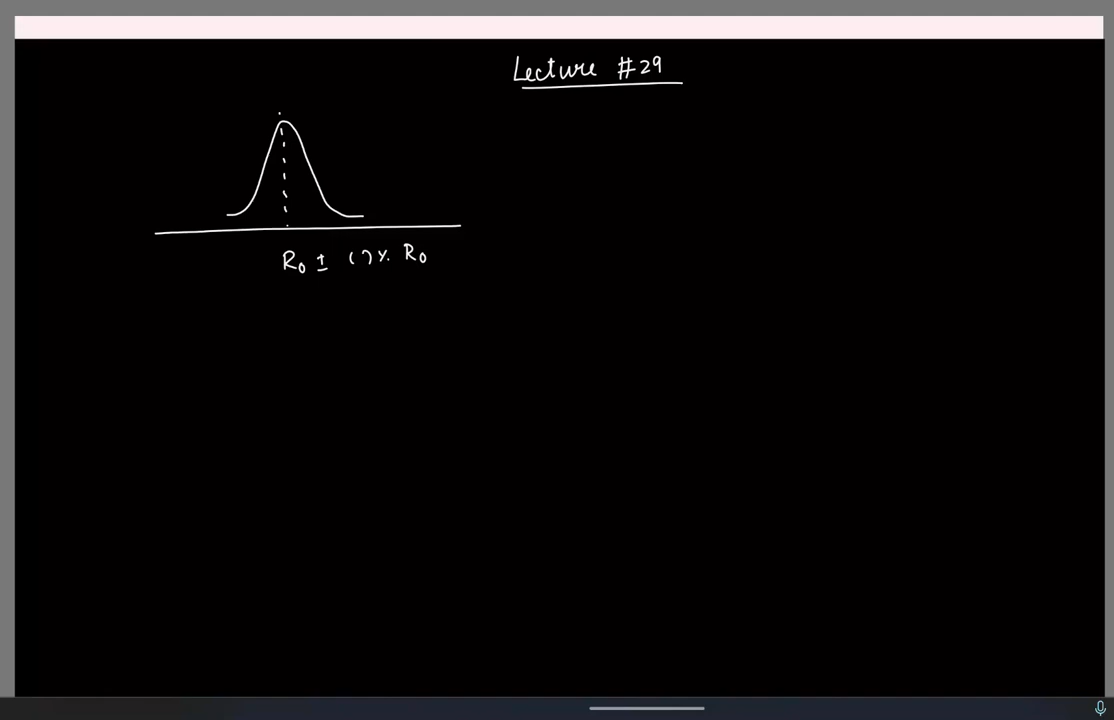 Lecture #29
R₀ ± ( )% R₀